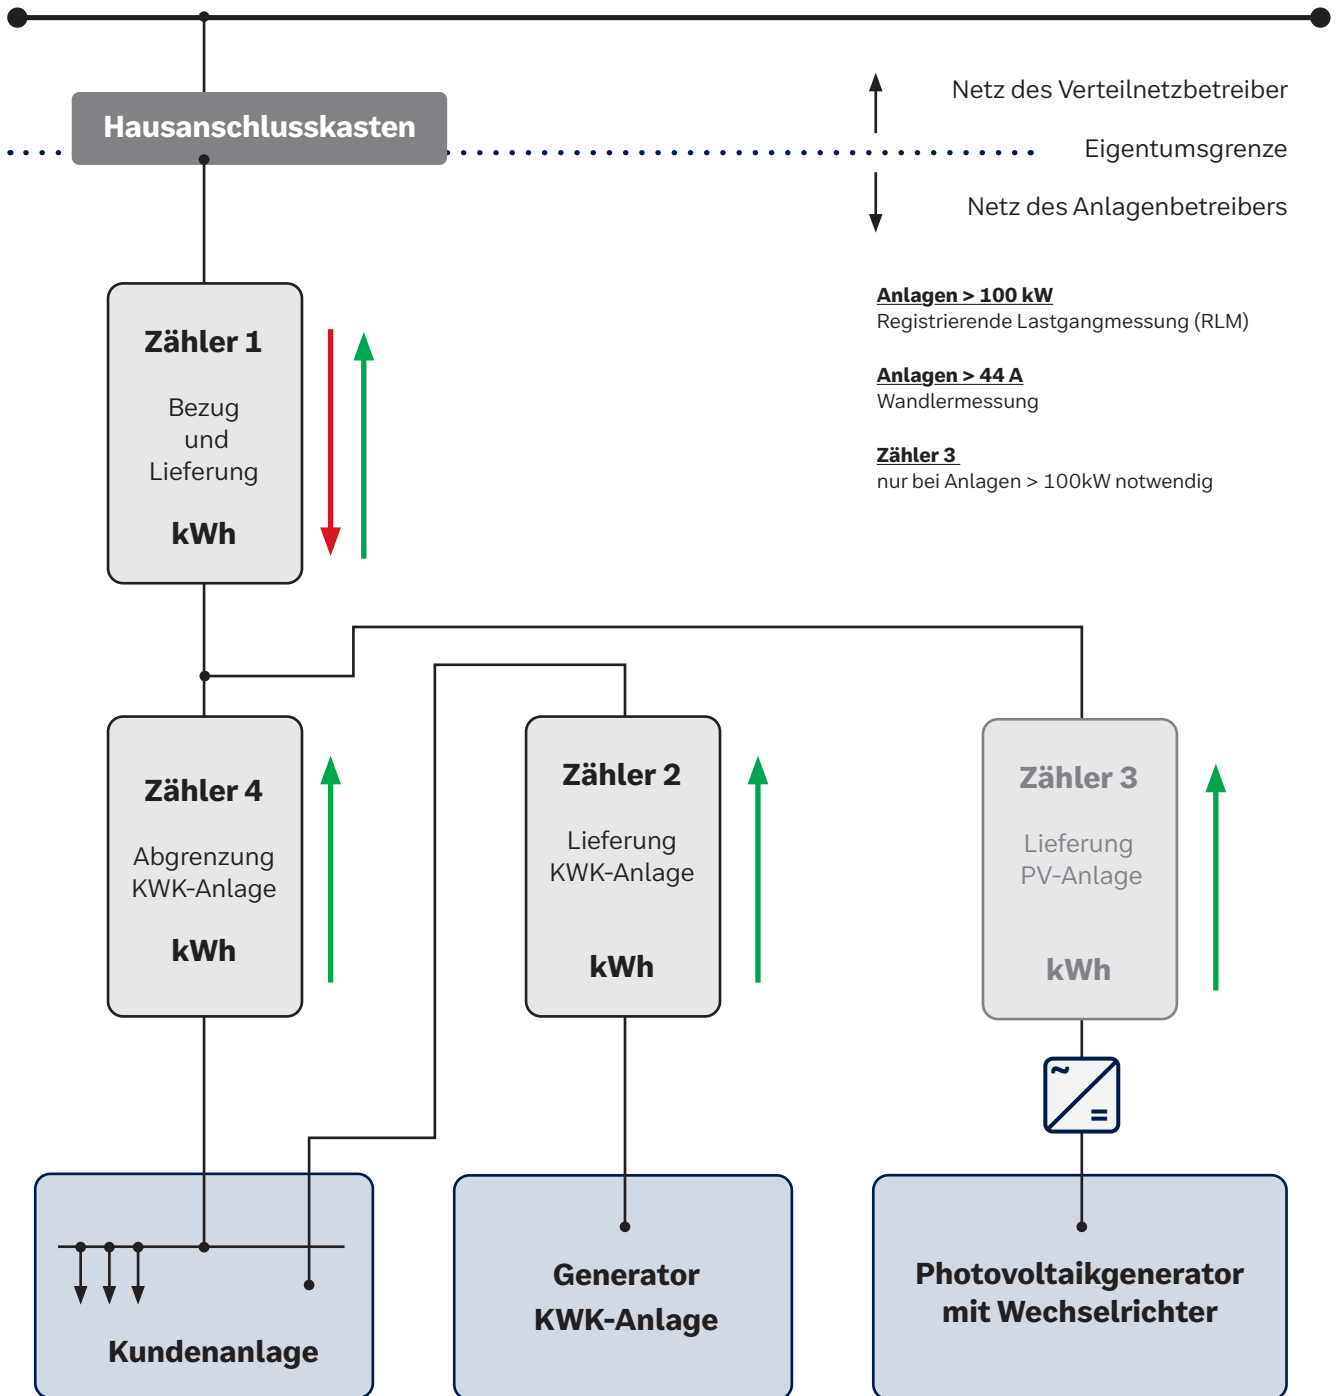 Hausanschlusskasten
Netz des Verteilnetzbetreiber
Eigentumsgrenze
Netz des Anlagenbetreibers
Anlagen > 100 kW
Registrierende Lastgangmessung (RLM)
Anlagen > 44 A
Wandlermessung
Zähler 3
nur bei Anlagen > 100kW notwendig
Zähler 1
Bezug
und
Lieferung
kWh
Zähler 4
Abgrenzung
KWK-Anlage
kWh
Zähler 2
Lieferung
KWK-Anlage
kWh
Zähler 3
Lieferung
PV-Anlage
kWh
~
=
Kundenanlage
Generator
KWK-Anlage
Photovoltaikgenerator
mit Wechselrichter